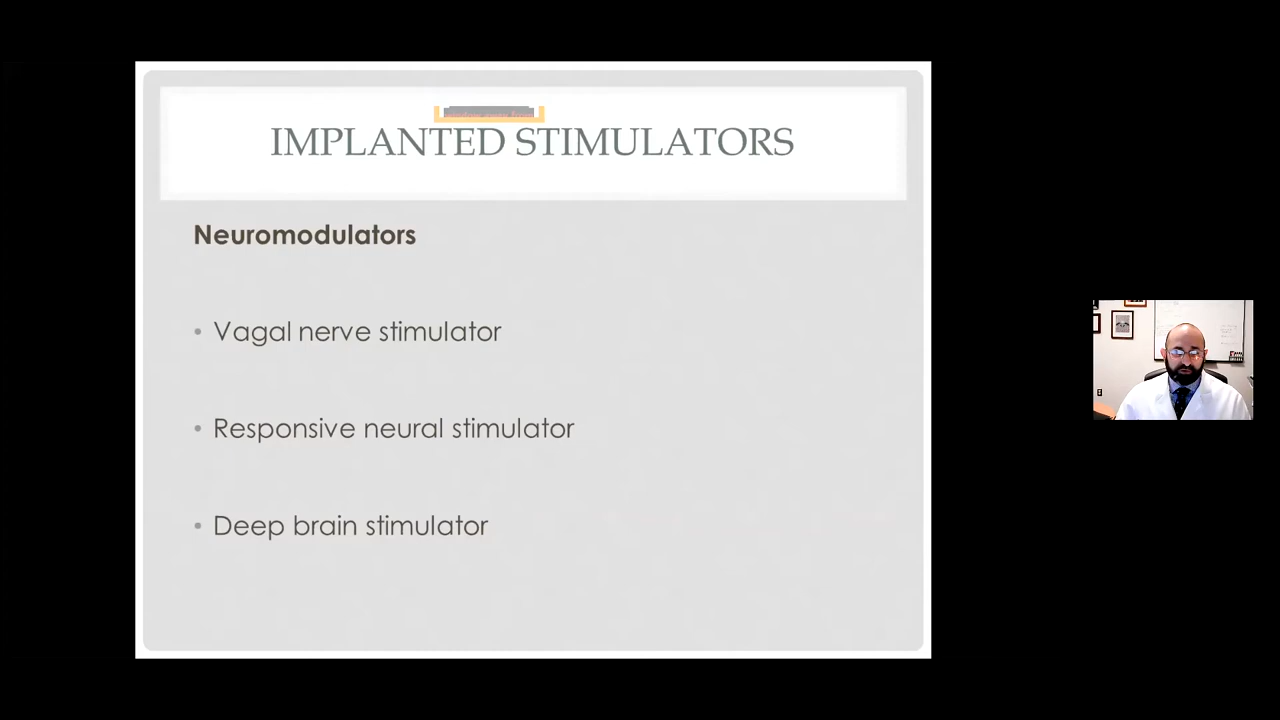 IMPLANTED STIMULATORS
Neuromodulators
• Vagal nerve stimulator
• Responsive neural stimulator
• Deep brain stimulator